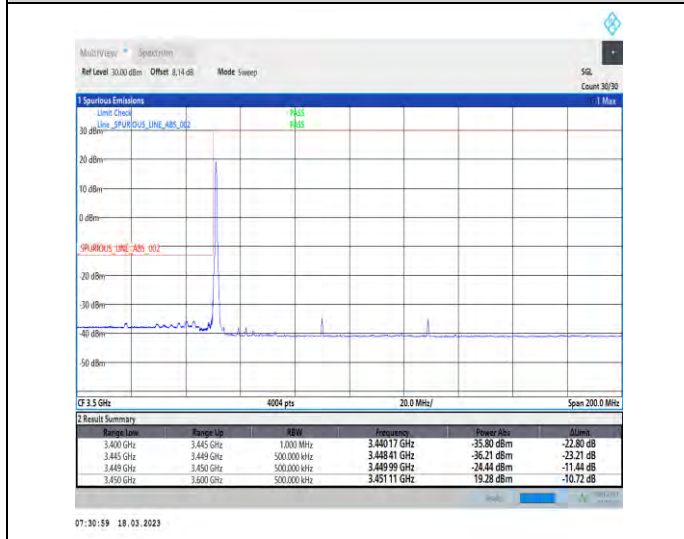 MultiView Spectrum
Ref Level 30.00 dBm Offset 8.14 dB Mode Sweep SGL
Count 30/30
1 Spurious Emissions 1 Max
Limit Check PASS
Line _SPURIOUS_LINE_ABS_002 PASS
30 dBm
20 dBm
10 dBm
0 dBm
_SPURIOUS_LINE_ABS_002
-20 dBm
-30 dBm
-40 dBm
-50 dBm
CF 3.5 GHz 4004 pts 20.0 MHz/ Span 200.0 MHz
2 Result Summary
Range Low Range Up RBW Frequency Power Abs ΔLimit
3.400 GHz 3.445 GHz 1.000 MHz 3.440 17 GHz -35.80 dBm -22.80 dB
3.445 GHz 3.449 GHz 500.000 kHz 3.448 41 GHz -36.21 dBm -23.21 dB
3.449 GHz 3.450 GHz 500.000 kHz 3.449 99 GHz -24.44 dBm -11.44 dB
3.450 GHz 3.600 GHz 500.000 kHz 3.451 11 GHz 19.28 dBm -10.72 dB
07:30:59 18.03.2023